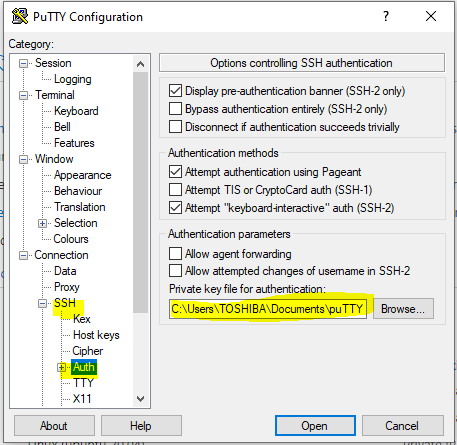 PuTTY Configuration
Category:
Session
Logging
Terminal
Keyboard
Bell
Features
Window
Appearance
Behaviour
Translation
Selection
Colours
Connection
Data
Proxy
SSH
Kex
Host keys
Cipher
Auth
TTY
X11
Options controlling SSH authentication
Display pre-authentication banner (SSH-2 only)
Bypass authentication entirely (SSH-2 only)
Disconnect if authentication succeeds trivially
Authentication methods
Attempt authentication using Pageant
Attempt TIS or CryptoCard auth (SSH-1)
Attempt "keyboard-interactive" auth (SSH-2)
Authentication parameters
Allow agent forwarding
Allow attempted changes of username in SSH-2
Private key file for authentication:
C:\Users\TOSHIBA\Documents\puTTY
Browse...
About
Help
Open
Cancel